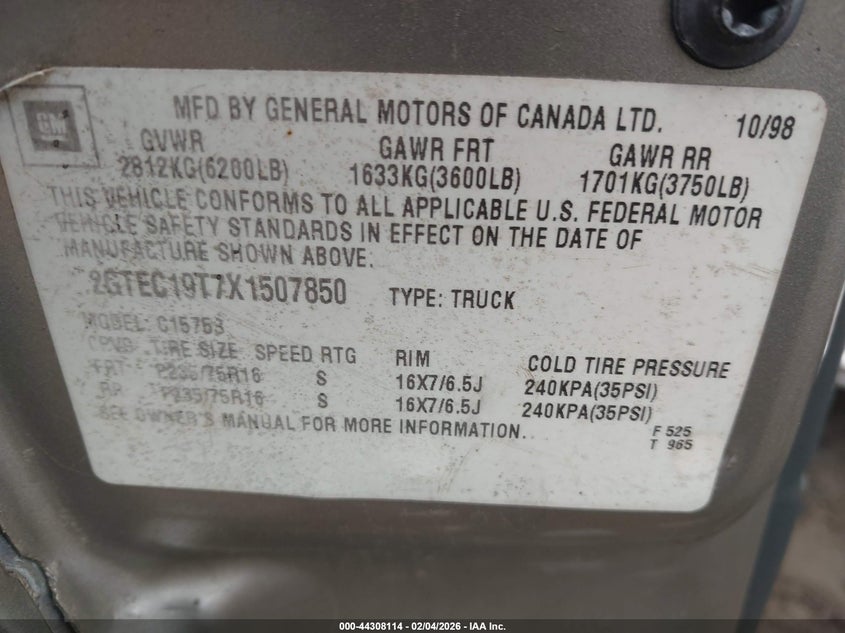 GM
MFD BY GENERAL MOTORS OF CANADA LTD. 10/98
GVWR GAWR FRT GAWR RR
2812KG(6200LB) 1633KG(3600LB) 1701KG(3750LB)
THIS VEHICLE CONFORMS TO ALL APPLICABLE U.S. FEDERAL MOTOR
VEHICLE SAFETY STANDARDS IN EFFECT ON THE DATE OF
MANUFACTURE SHOWN ABOVE.
2GTEC19T7X1507850 TYPE: TRUCK
MODEL: C15753
TIRE SIZE SPEED RTG RIM COLD TIRE PRESSURE
FRT P235/75R16 S 16X7/6.5J 240KPA(35PSI)
RR P235/75R16 S 16X7/6.5J 240KPA(35PSI)
SEE OWNER'S MANUAL FOR MORE INFORMATION.
F 525
T 965
000-44308114 - 02/04/2026 - IAA Inc.